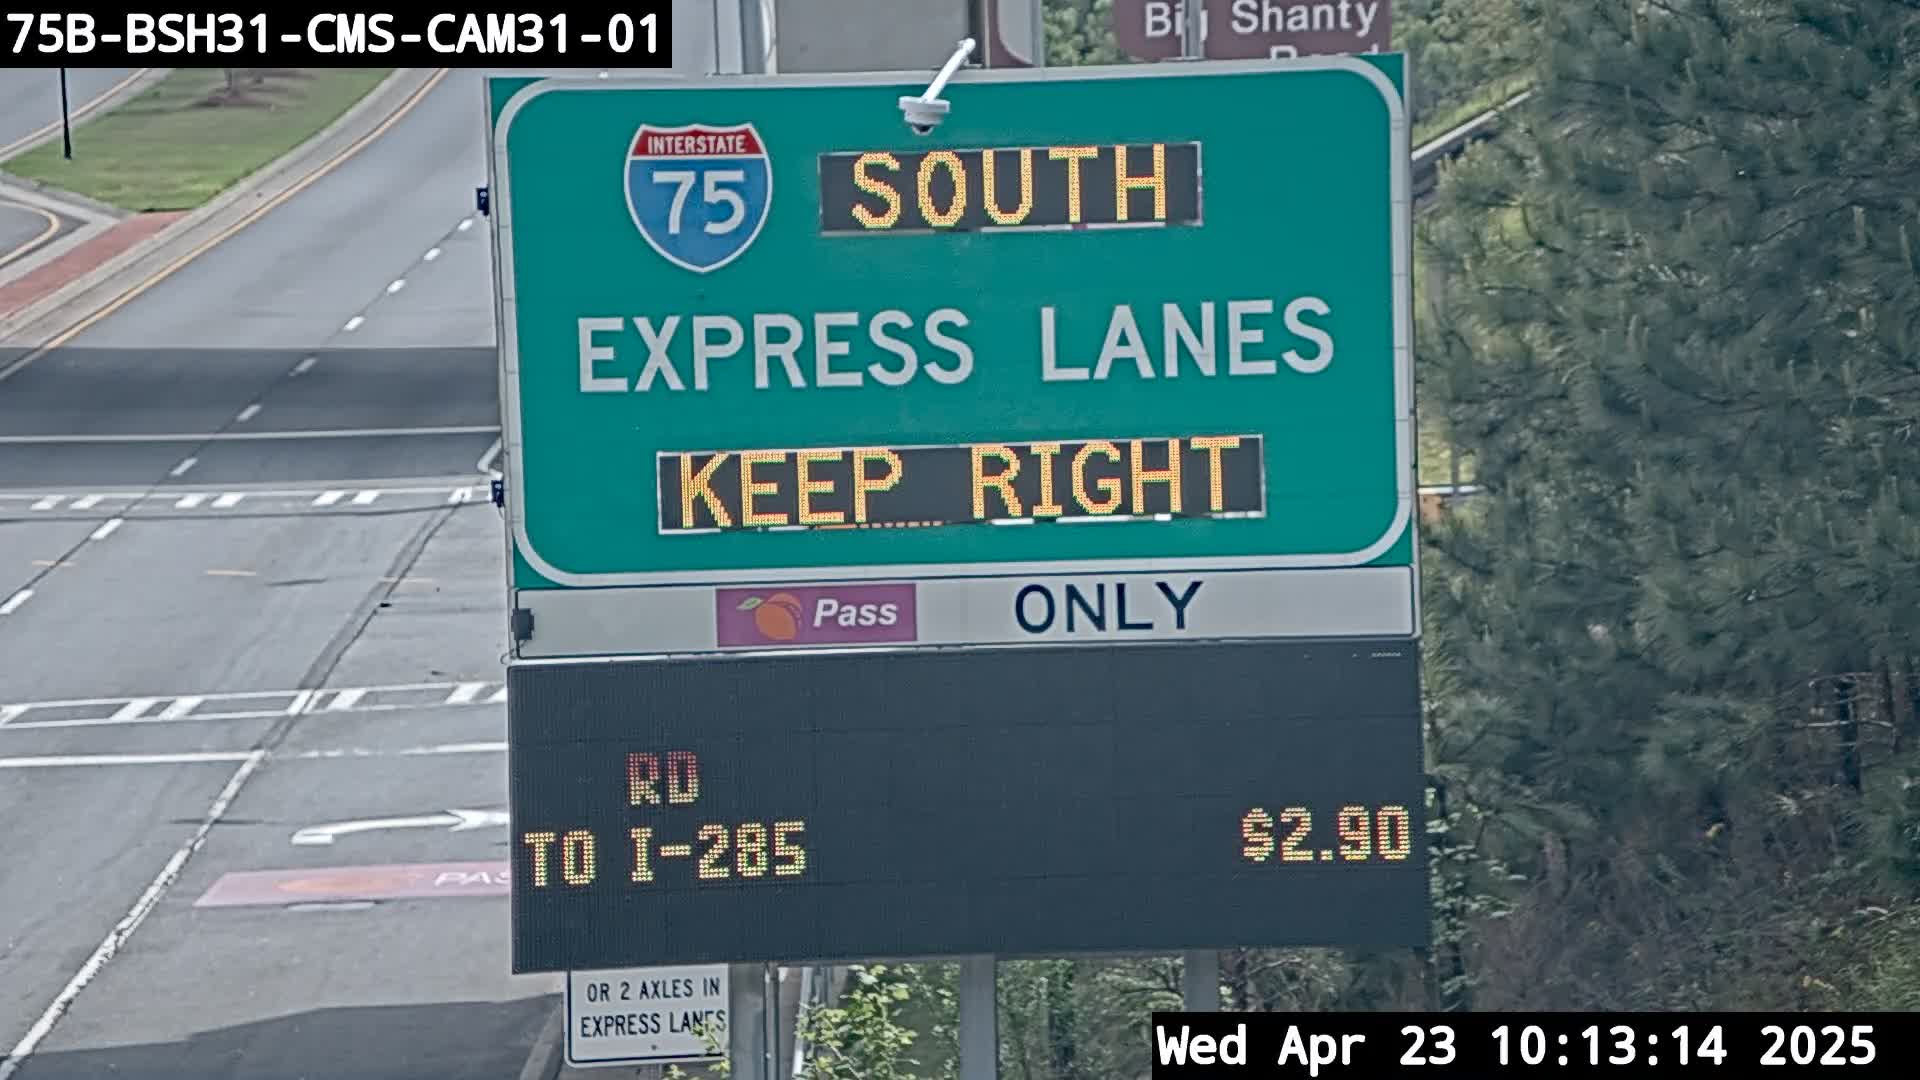 75B-BSH31-CMS-CAM31-01
Big Shanty
Road
INTERSTATE
75
SOUTH
EXPRESS LANES
KEEP RIGHT
Pass
ONLY
RD
TO I-285 $2.90
OR 2 AXLES IN
EXPRESS LANES
Wed Apr 23 10:13:14 2025